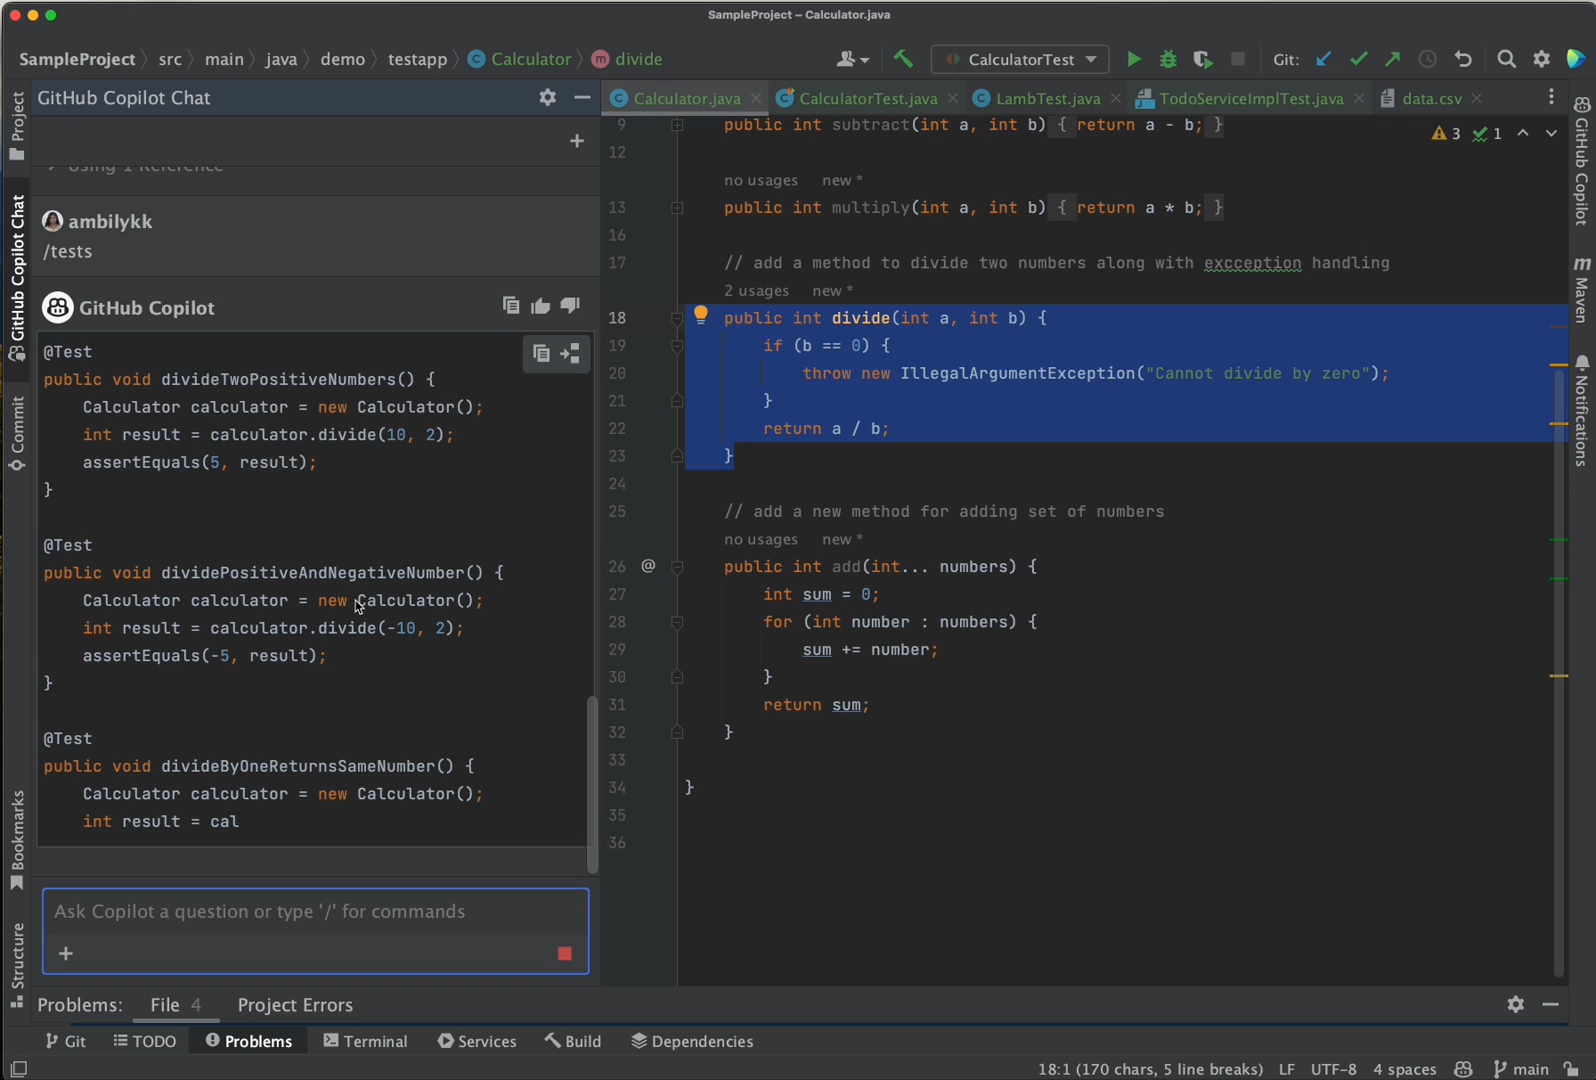 SampleProject – Calculator.java
SampleProject src main java demo testapp Calculator divide
CalculatorTest
Git:
Project
GitHub Copilot Chat
Commit
Bookmarks
Structure
GitHub Copilot Chat
Using 1 Reference
ambilykk
/tests
GitHub Copilot
@Test
public void divideTwoPositiveNumbers() {
Calculator calculator = new Calculator();
int result = calculator.divide(10, 2);
assertEquals(5, result);
}
@Test
public void dividePositiveAndNegativeNumber() {
Calculator calculator = new Calculator();
int result = calculator.divide(-10, 2);
assertEquals(-5, result);
}
@Test
public void divideByOneReturnsSameNumber() {
Calculator calculator = new Calculator();
int result = cal
Ask Copilot a question or type '/' for commands
Calculator.java CalculatorTest.java LambTest.java TodoServiceImplTest.java data.csv
3 1
9 public int subtract(int a, int b) { return a - b; }
12
no usages new *
13 public int multiply(int a, int b) { return a * b; }
16
17 // add a method to divide two numbers along with excception handling
2 usages new *
18 public int divide(int a, int b) {
19 if (b == 0) {
20 throw new IllegalArgumentException("Cannot divide by zero");
21 }
22 return a / b;
23 }
24
25 // add a new method for adding set of numbers
no usages new *
26 @ public int add(int... numbers) {
27 int sum = 0;
28 for (int number : numbers) {
29 sum += number;
30 }
31 return sum;
32 }
33
34 }
35
36
GitHub Copilot
m Maven
Notifications
Problems: File 4 Project Errors
Git TODO Problems Terminal Services Build Dependencies
18:1 (170 chars, 5 line breaks) LF UTF-8 4 spaces main